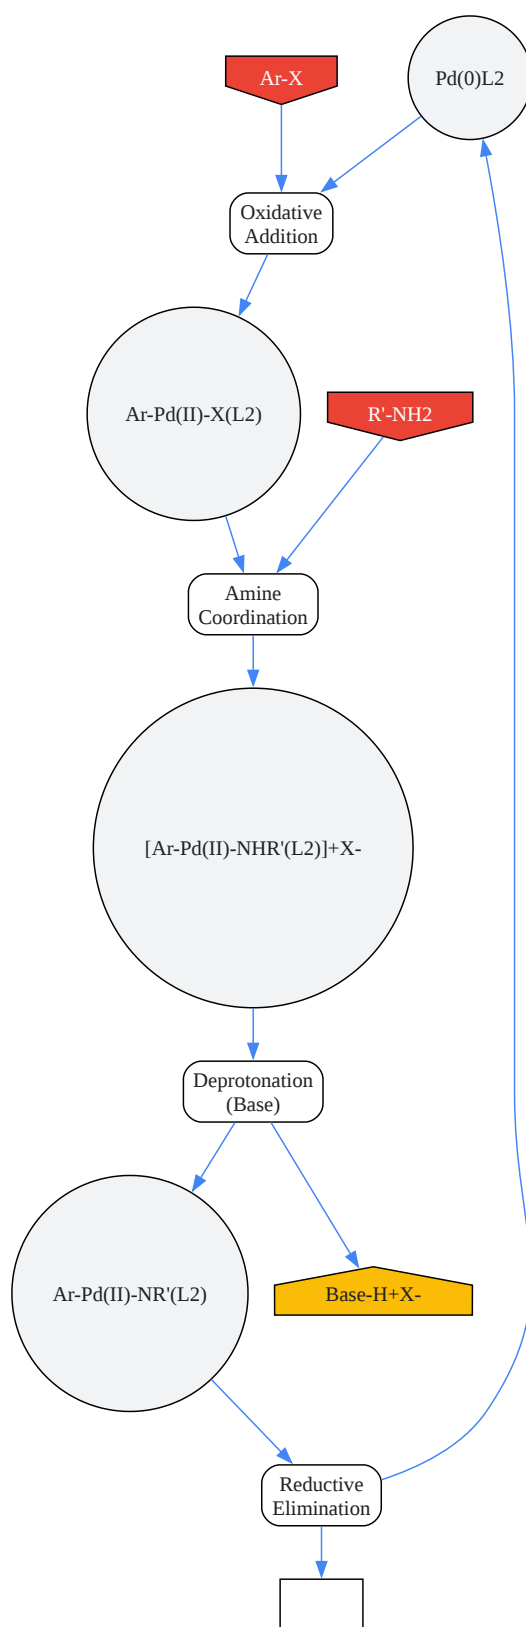 Ar-X
Pd(0)L2
Oxidative
Addition
Ar-Pd(II)-X(L2)
R'-NH2
Amine
Coordination
[Ar-Pd(II)-NHR'(L2)]+X-
Deprotonation
(Base)
Ar-Pd(II)-NR'(L2)
Base-H+X-
Reductive
Elimination